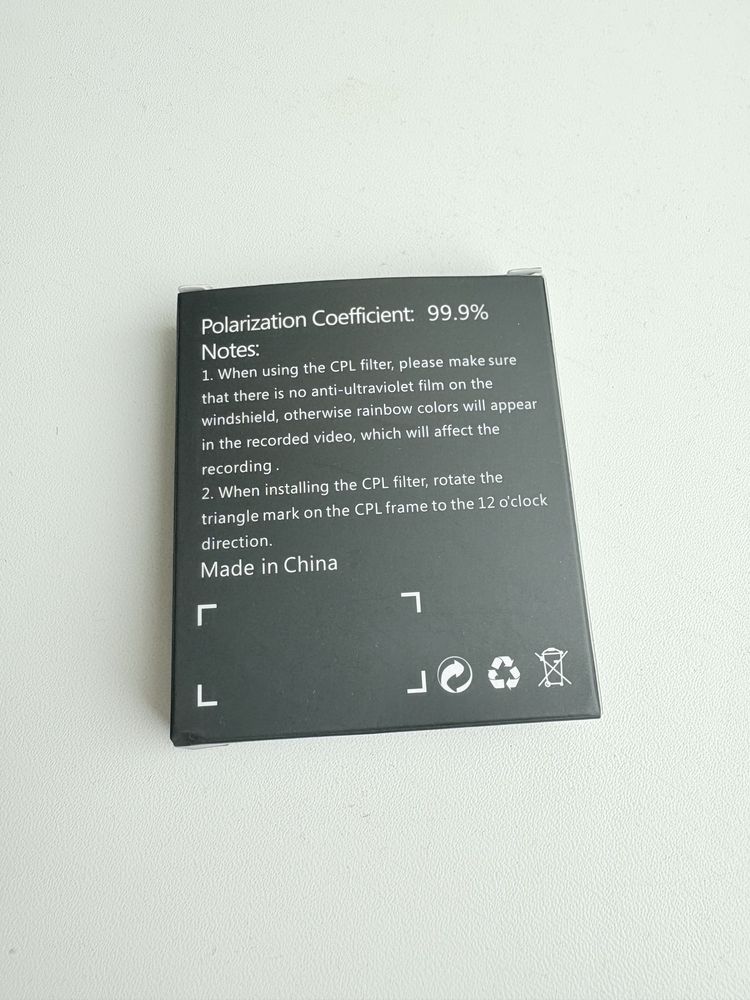 Polarization Coefficient: 99.9%
Notes:
1. When using the CPL filter, please make sure
that there is no anti-ultraviolet film on the
windshield, otherwise rainbow colors will appear
in the recorded video, which will affect the
recording .
2. When installing the CPL filter, rotate the
triangle mark on the CPL frame to the 12 o'clock
direction.
Made in China